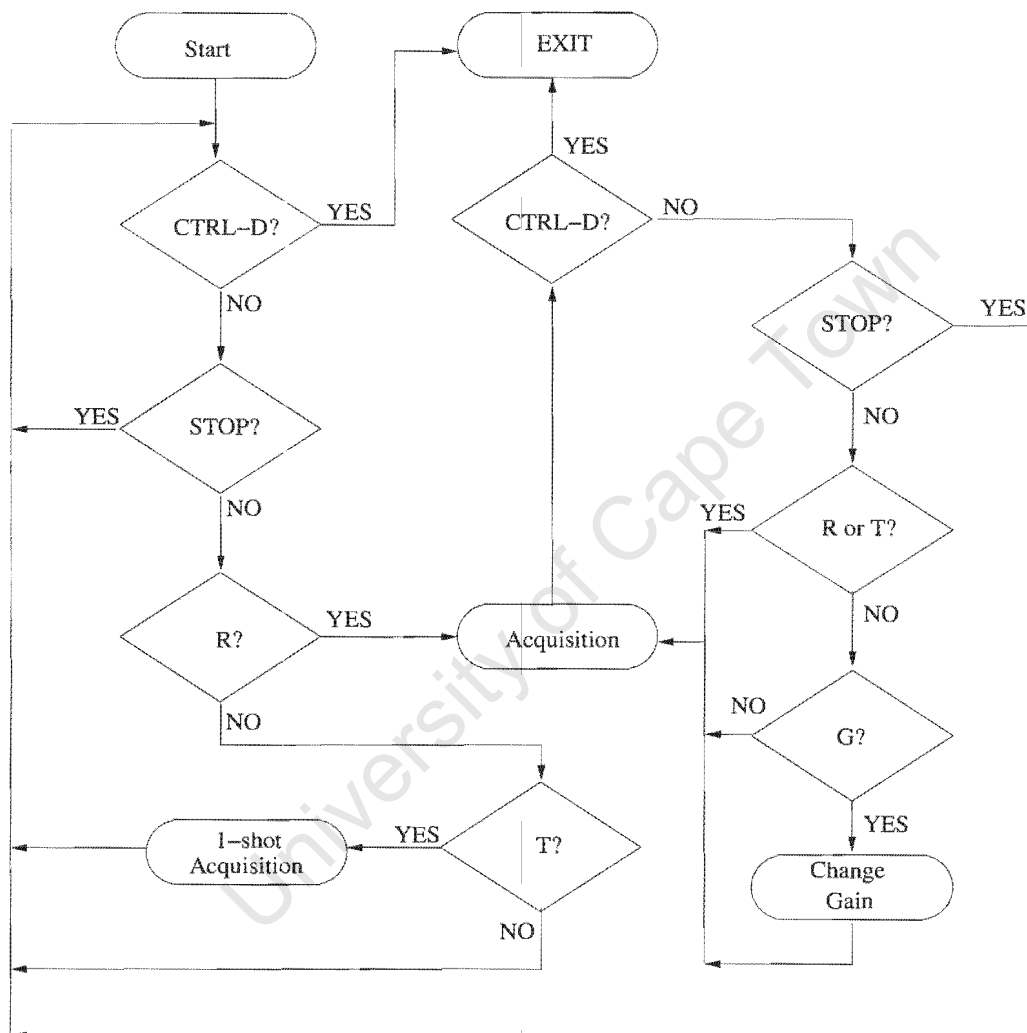 Start
EXIT
CTRL–D?
YES
NO
STOP?
YES
NO
R?
YES
NO
T?
YES
NO
1–shot
Acquisition
Acquisition
CTRL–D?
YES
NO
STOP?
YES
NO
R or T?
YES
NO
G?
NO
YES
Change
Gain
University of Cape Town